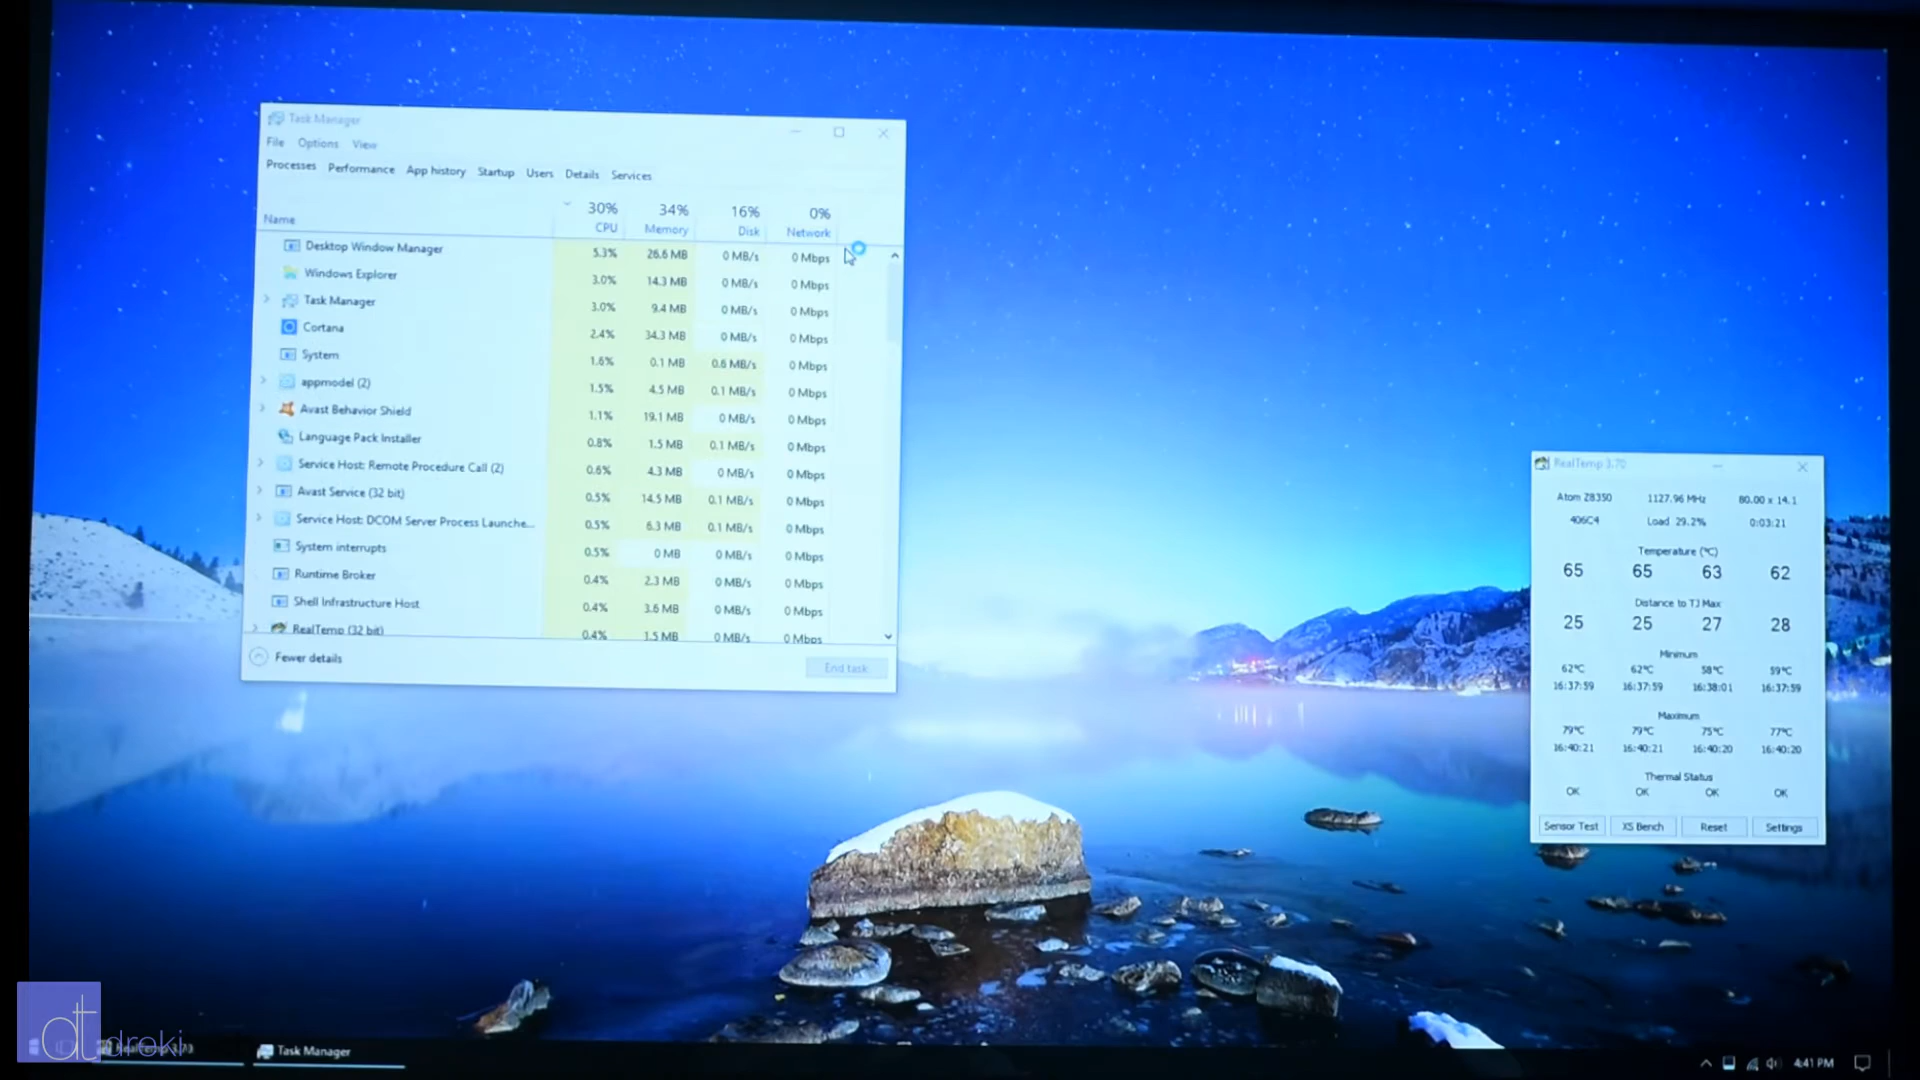 Task Manager
File Options View
Processes Performance App history Startup Users Details Services
30% 34% 16% 0%
Name CPU Memory Disk Network
Desktop Window Manager 5.3% 26.6 MB 0 MB/s 0 Mbps
Windows Explorer 3.0% 14.3 MB 0 MB/s 0 Mbps
Task Manager 3.0% 9.4 MB 0 MB/s 0 Mbps
Cortana 2.4% 34.3 MB 0 MB/s 0 Mbps
System 1.6% 0.1 MB 0.6 MB/s 0 Mbps
appmodel (2) 1.5% 4.5 MB 0.1 MB/s 0 Mbps
Avast Behavior Shield 1.1% 19.1 MB 0 MB/s 0 Mbps
Language Pack Installer 0.8% 1.5 MB 0.1 MB/s 0 Mbps
Service Host: Remote Procedure Call (2) 0.6% 4.3 MB 0 MB/s 0 Mbps
Avast Service (32 bit) 0.5% 14.5 MB 0.1 MB/s 0 Mbps
Service Host: DCOM Server Process Launche... 0.5% 6.3 MB 0.1 MB/s 0 Mbps
System interrupts 0.5% 0 MB 0 MB/s 0 Mbps
Runtime Broker 0.4% 2.3 MB 0 MB/s 0 Mbps
Shell Infrastructure Host 0.4% 3.6 MB 0 MB/s 0 Mbps
RealTemp (32 bit) 0.4% 1.5 MB 0 MB/s 0 Mbps
Fewer details End task
RealTemp 3.70
Atom Z8350 1127.96 MHz 80.00 x 14.1
406C4 Load 29.2% 0:03:21
Temperature (°C)
65 65 63 62
Distance to TJ Max
25 25 27 28
Minimum
62°C 62°C 58°C 59°C
16:37:59 16:37:59 16:38:01 16:37:59
Maximum
79°C 79°C 75°C 77°C
16:40:21 16:40:21 16:40:20 16:40:20
Thermal Status
OK OK OK OK
Sensor Test XS Bench Reset Settings
dt droki
RealTemp 3.70
Task Manager
4:41 PM